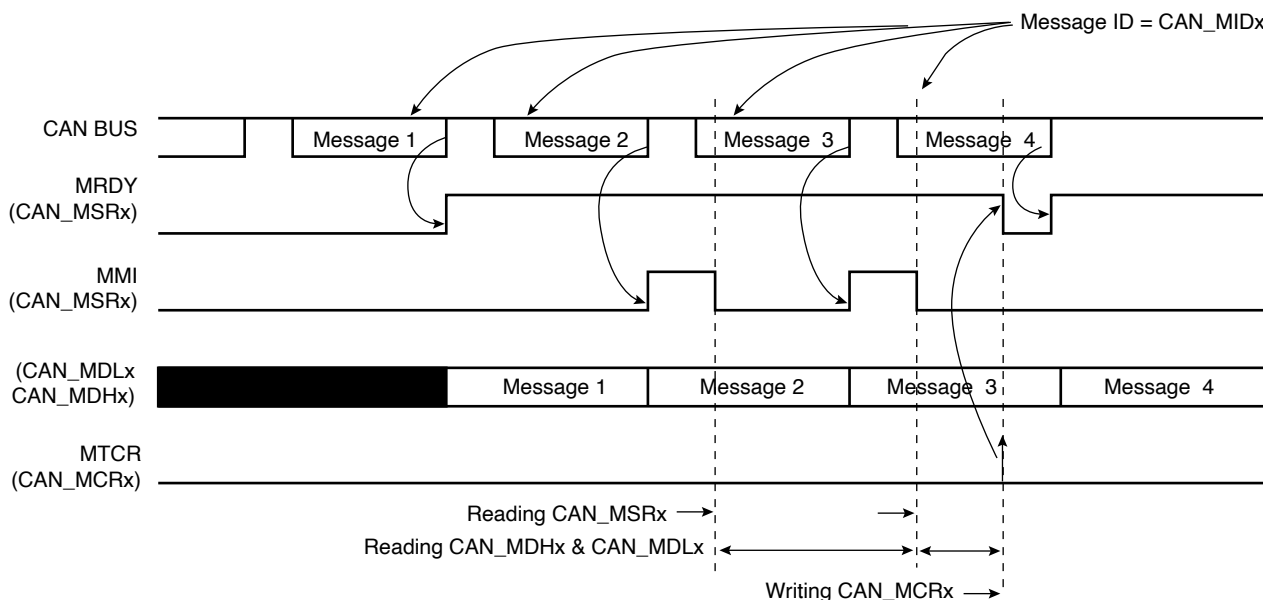 Message ID = CAN_MIDx
CAN BUS
Message 1
Message 2
Message 3
Message 4
MRDY
(CAN_MSRx)
MMI
(CAN_MSRx)
(CAN_MDLx
CAN_MDHx)
Message 1
Message 2
Message 3
Message 4
MTCR
(CAN_MCRx)
Reading CAN_MSRx
Reading CAN_MDHx & CAN_MDLx
Writing CAN_MCRx